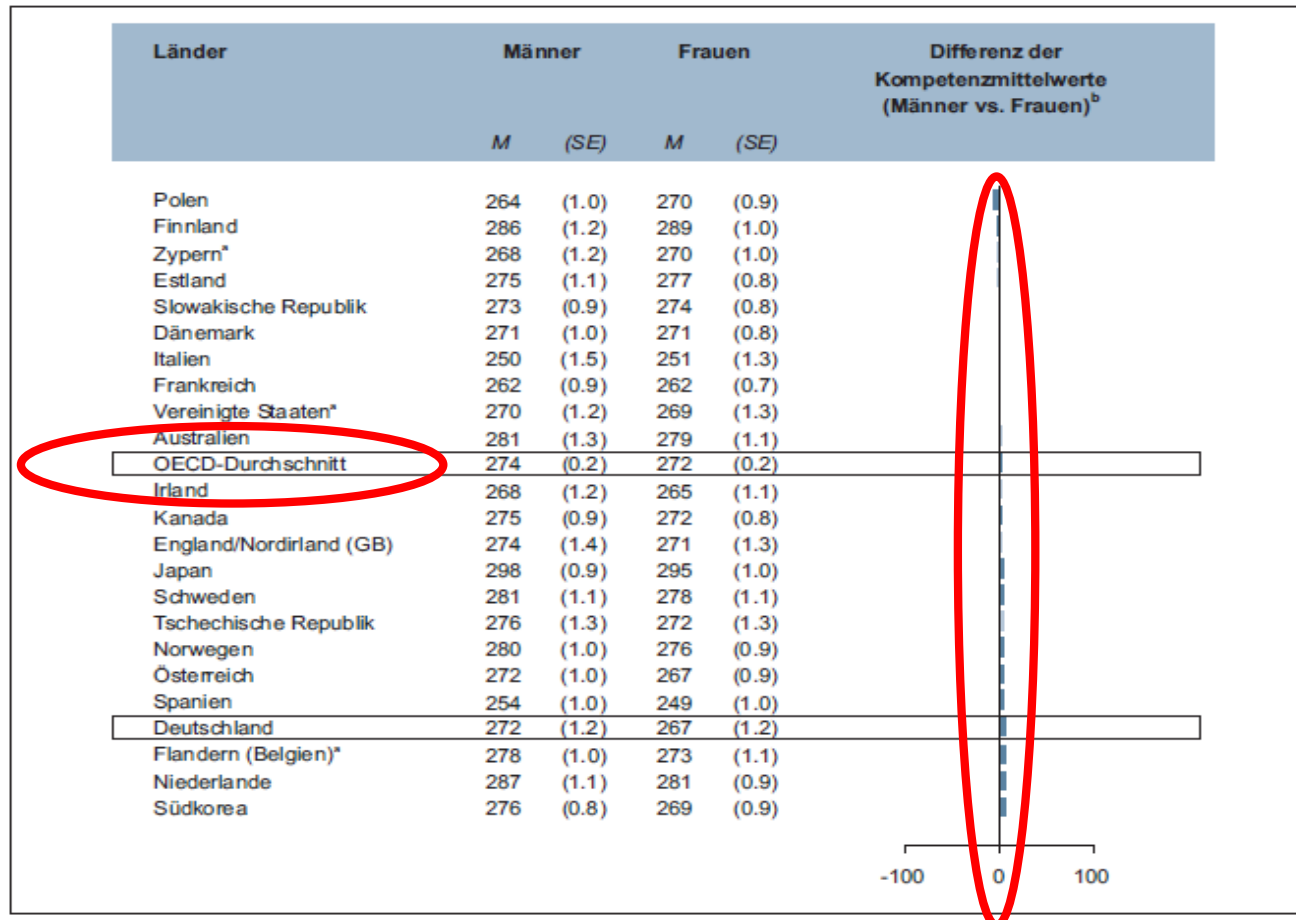 Länder Männer Frauen Differenz der
Kompetenzmittelwerte
(Männer vs. Frauen)b
M (SE) M (SE)
Polen 264 (1.0) 270 (0.9)
Finnland 286 (1.2) 289 (1.0)
Zyperna 268 (1.2) 270 (1.0)
Estland 275 (1.1) 277 (0.8)
Slowakische Republik 273 (0.9) 274 (0.8)
Dänemark 271 (1.0) 271 (0.8)
Italien 250 (1.5) 251 (1.3)
Frankreich 262 (0.9) 262 (0.7)
Vereinigte Staatena 270 (1.2) 269 (1.3)
Australien 281 (1.3) 279 (1.1)
OECD-Durchschnitt 274 (0.2) 272 (0.2)
Irland 268 (1.2) 265 (1.1)
Kanada 275 (0.9) 272 (0.8)
England/Nordirland (GB) 274 (1.4) 271 (1.3)
Japan 298 (0.9) 295 (1.0)
Schweden 281 (1.1) 278 (1.1)
Tschechische Republik 276 (1.3) 272 (1.3)
Norwegen 280 (1.0) 276 (0.9)
Österreich 272 (1.0) 267 (0.9)
Spanien 254 (1.0) 249 (1.0)
Deutschland 272 (1.2) 267 (1.2)
Flandern (Belgien)a 278 (1.0) 273 (1.1)
Niederlande 287 (1.1) 281 (0.9)
Südkorea 276 (0.8) 269 (0.9)
-100 0 100